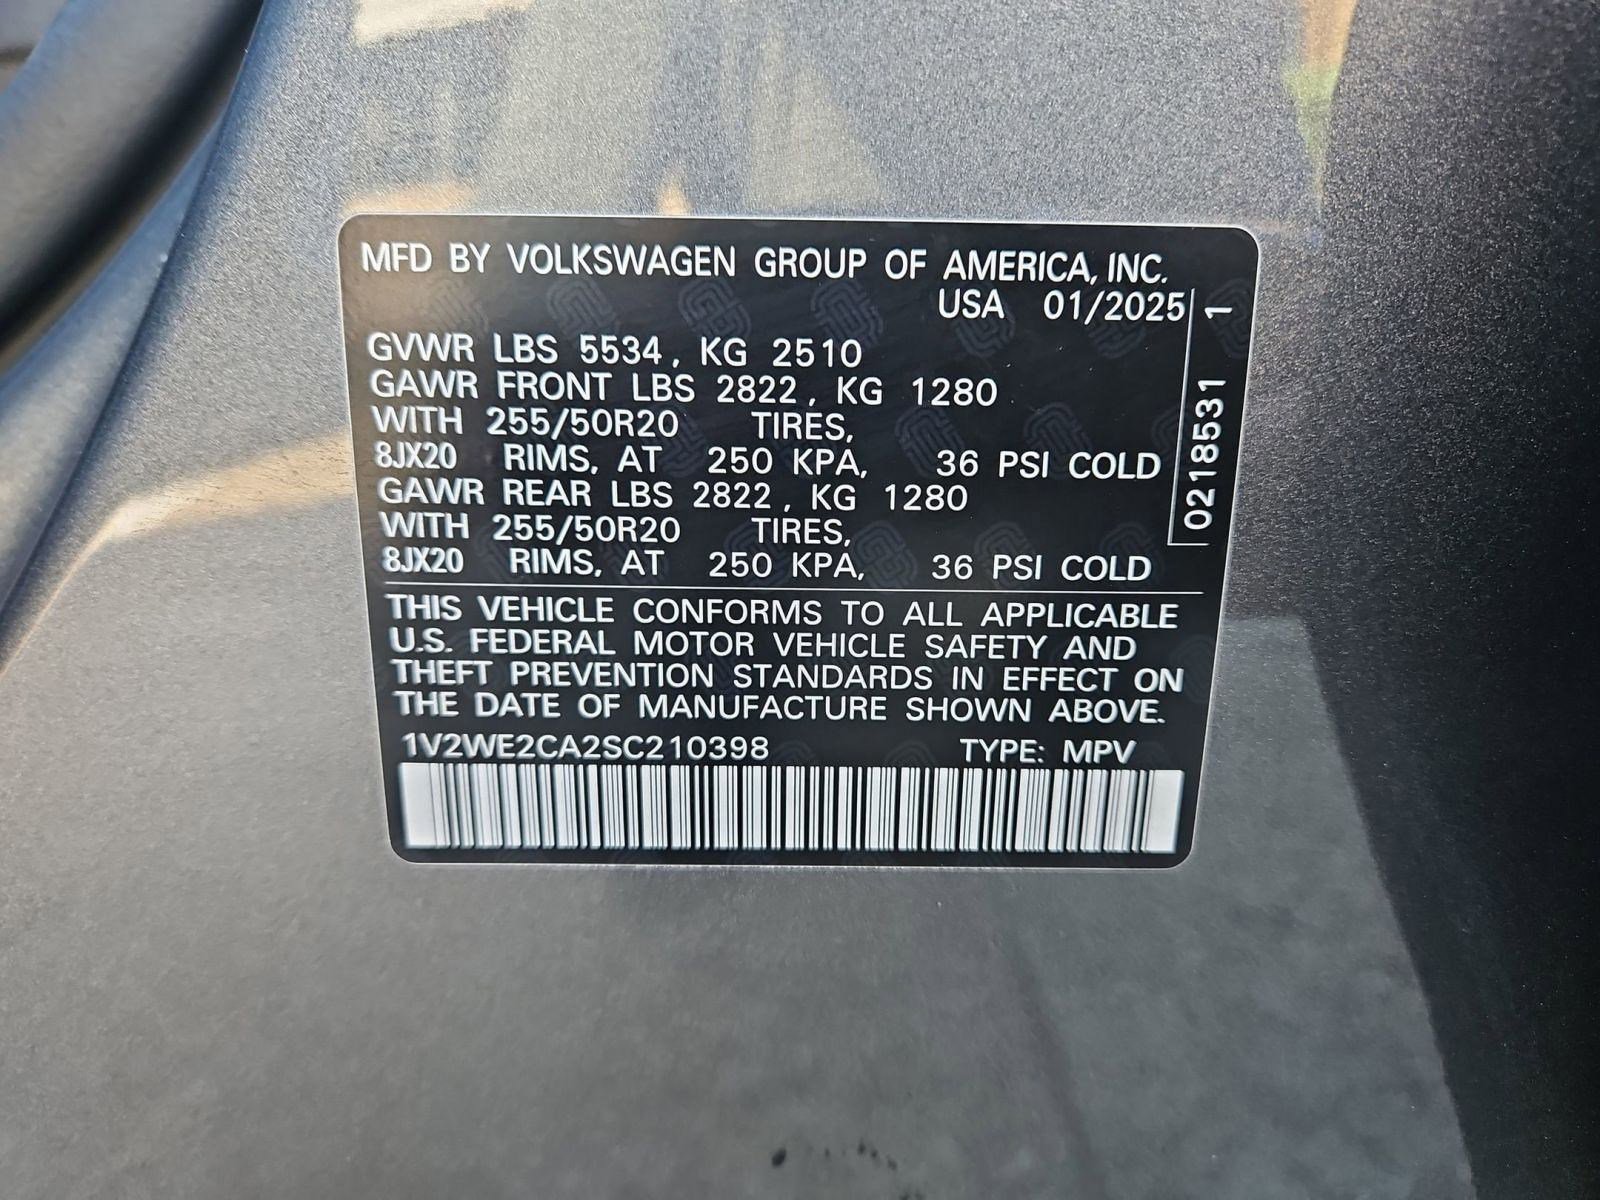 MFD BY VOLKSWAGEN GROUP OF AMERICA, INC.
USA 01/2025
GVWR LBS 5534, KG 2510
GAWR FRONT LBS 2822, KG 1280
WITH 255/50R20 TIRES,
8JX20 RIMS, AT 250 KPA, 36 PSI COLD
GAWR REAR LBS 2822, KG 1280
WITH 255/50R20 TIRES,
8JX20 RIMS, AT 250 KPA, 36 PSI COLD
THIS VEHICLE CONFORMS TO ALL APPLICABLE
U.S. FEDERAL MOTOR VEHICLE SAFETY AND
THEFT PREVENTION STANDARDS IN EFFECT ON
THE DATE OF MANUFACTURE SHOWN ABOVE.
1V2WE2CA2SC210398 TYPE: MPV
02185531 1